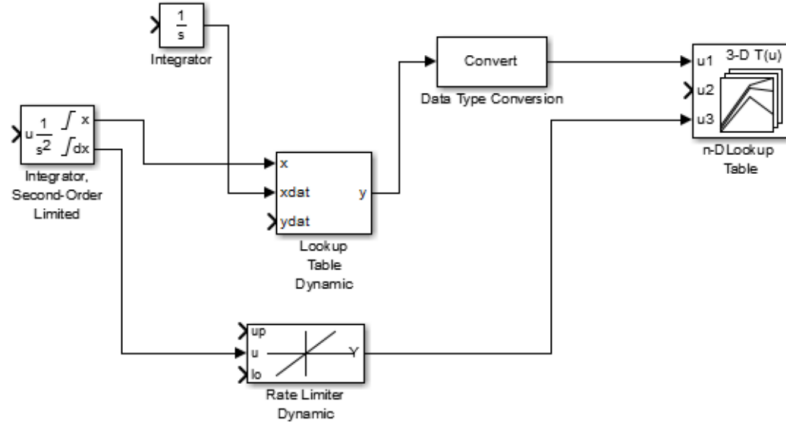 1
s
Integrator
Convert
Data Type Conversion
3-D T(u)
u1
u2
u3
n-D Lookup
Table
u 1
s2
∫ x
∫dx
Integrator,
Second-Order
Limited
x
xdat
ydat
y
Lookup
Table
Dynamic
up
u
lo
Y
Rate Limiter
Dynamic